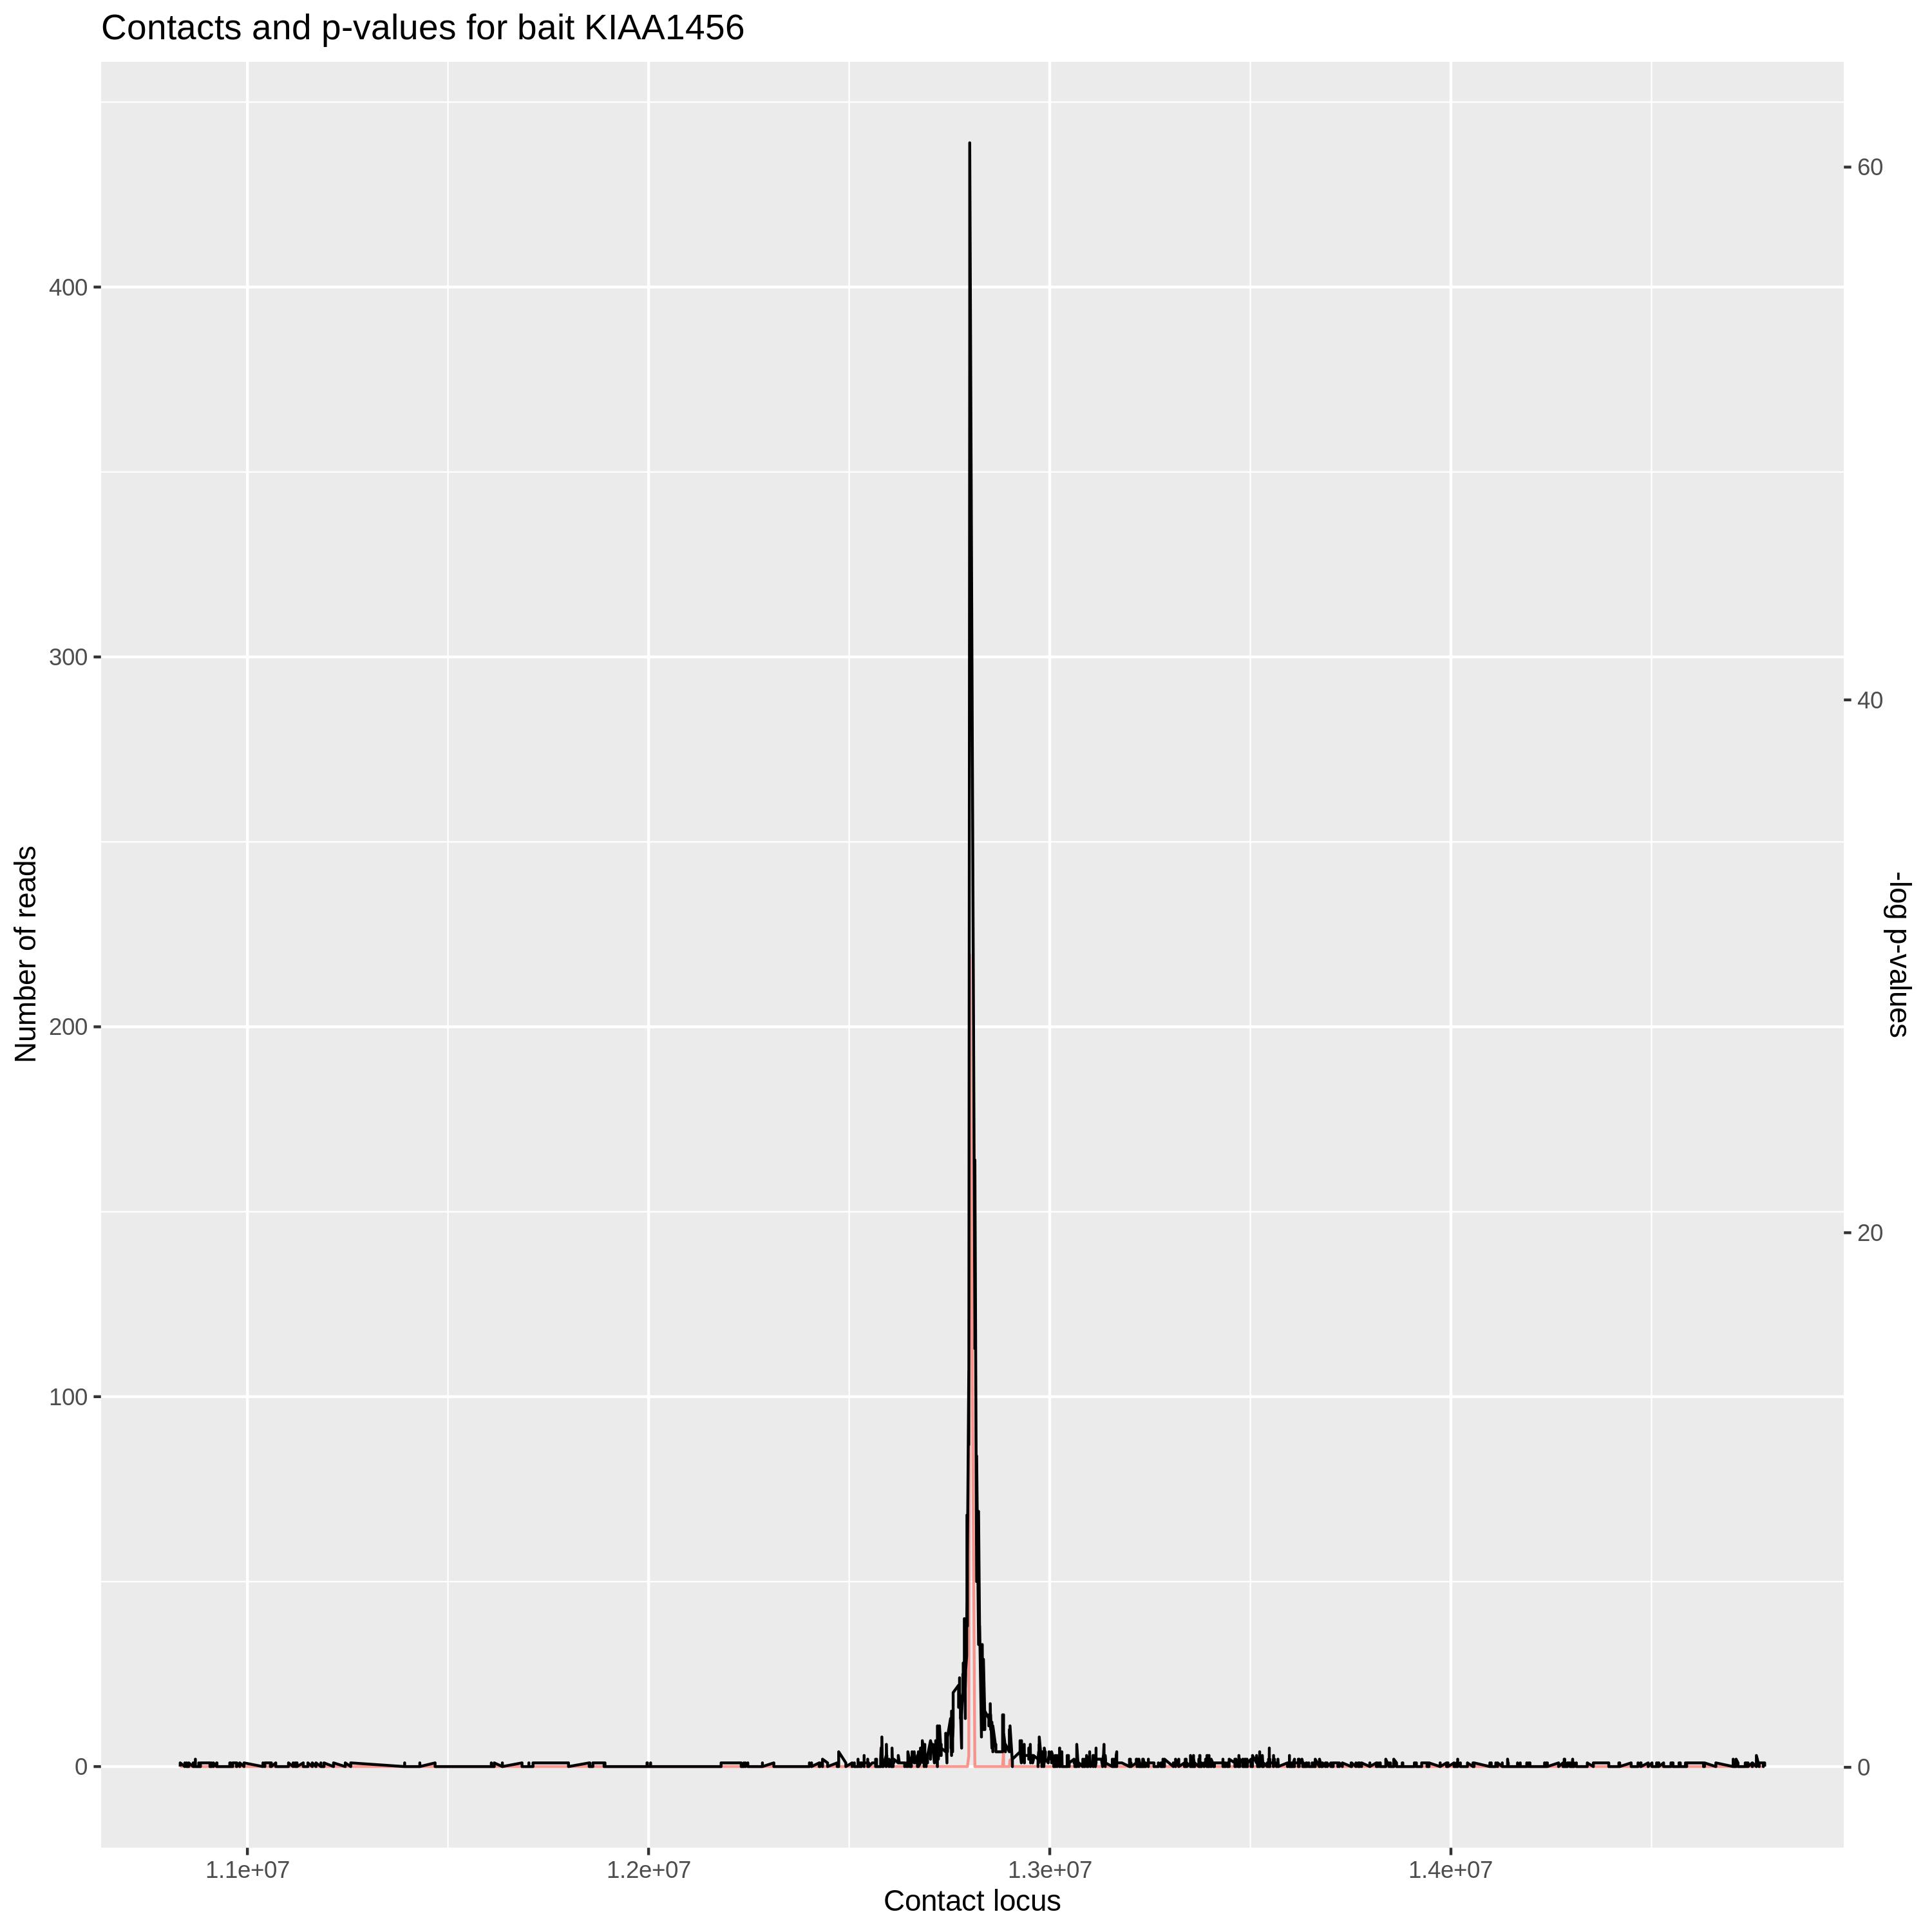 Contacts and p-values for bait KIAA1456
Number of reads
400
300
200
100
0
60
40
20
0
-log p-values
1.1e+07
1.2e+07
1.3e+07
1.4e+07
Contact locus